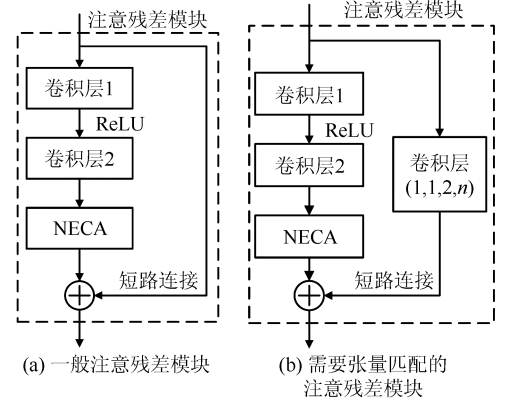 注意残差模块
卷积层1
ReLU
卷积层2
NECA
短路连接
(a) 一般注意残差模块
注意残差模块
卷积层1
ReLU
卷积层2
NECA
卷积层
(1,1,2,n)
短路连接
(b) 需要张量匹配的
注意残差模块